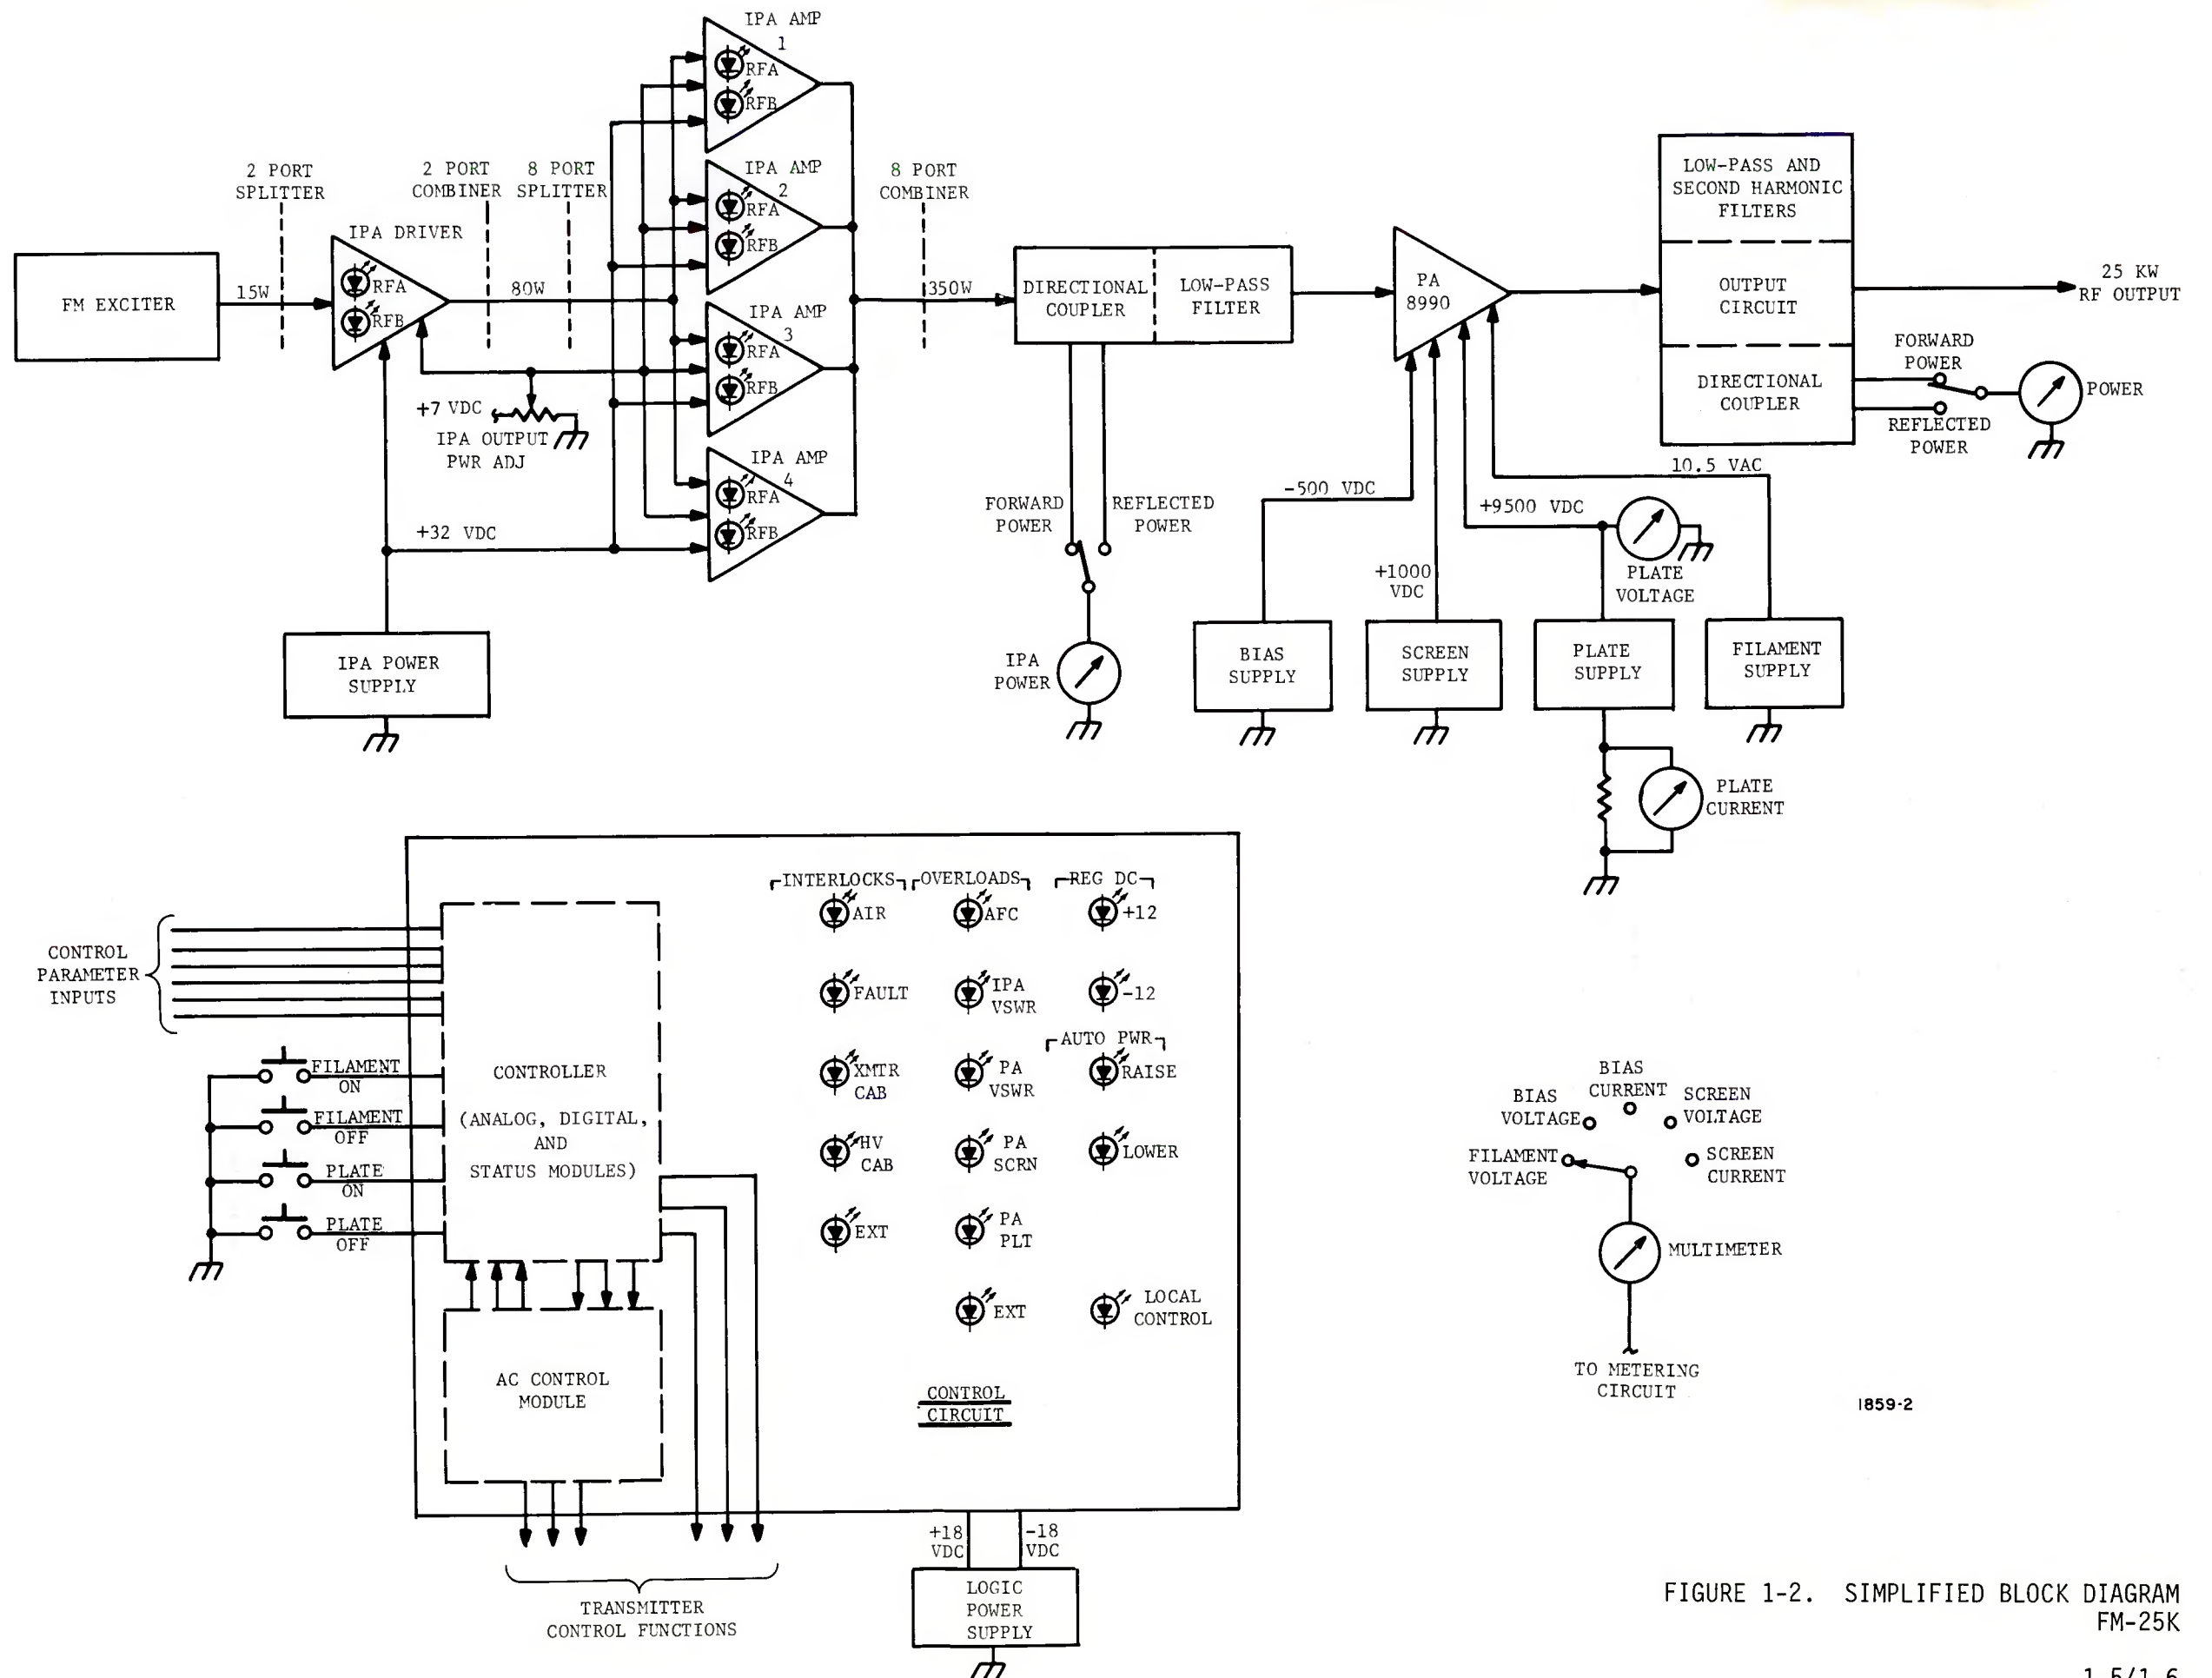 IPA AMP
1
RFA
RFB
2 PORT
SPLITTER
2 PORT
COMBINER
8 PORT
SPLITTER
IPA AMP
2
RFA
RFB
8 PORT
COMBINER
LOW-PASS AND
SECOND HARMONIC
FILTERS
IPA DRIVER
RFA
RFB
FM EXCITER
15W
80W
350W
DIRECTIONAL
COUPLER
LOW-PASS
FILTER
PA
8990
OUTPUT
CIRCUIT
25 KW
RF OUTPUT
IPA AMP
3
RFA
RFB
FORWARD
POWER
DIRECTIONAL
COUPLER
POWER
REFLECTED
POWER
+7 VDC
IPA OUTPUT
PWR ADJ
IPA AMP
4
RFA
RFB
+32 VDC
FORWARD
POWER
REFLECTED
POWER
-500 VDC
10.5 VAC
+9500 VDC
PLATE
VOLTAGE
+1000
VDC
IPA POWER
SUPPLY
IPA
POWER
BIAS
SUPPLY
SCREEN
SUPPLY
PLATE
SUPPLY
FILAMENT
SUPPLY
PLATE
CURRENT
INTERLOCKS
OVERLOADS
REG DC
AIR
AFC
+12
CONTROL
PARAMETER
INPUTS
FAULT
IPA
VSWR
-12
AUTO PWR
FILAMENT
ON
CONTROLLER
XMTR
CAB
PA
VSWR
RAISE
FILAMENT
OFF
(ANALOG, DIGITAL,
AND
STATUS MODULES)
HV
CAB
PA
SCRN
LOWER
PLATE
ON
PLATE
OFF
EXT
PA
PLT
EXT
LOCAL
CONTROL
AC CONTROL
MODULE
CONTROL
CIRCUIT
BIAS
VOLTAGE
BIAS
CURRENT
SCREEN
VOLTAGE
FILAMENT
VOLTAGE
SCREEN
CURRENT
MULTIMETER
TO METERING
CIRCUIT
1859-2
+18
VDC
-18
VDC
LOGIC
POWER
SUPPLY
TRANSMITTER
CONTROL FUNCTIONS
FIGURE 1-2. SIMPLIFIED BLOCK DIAGRAM
FM-25K
1-5/1-6